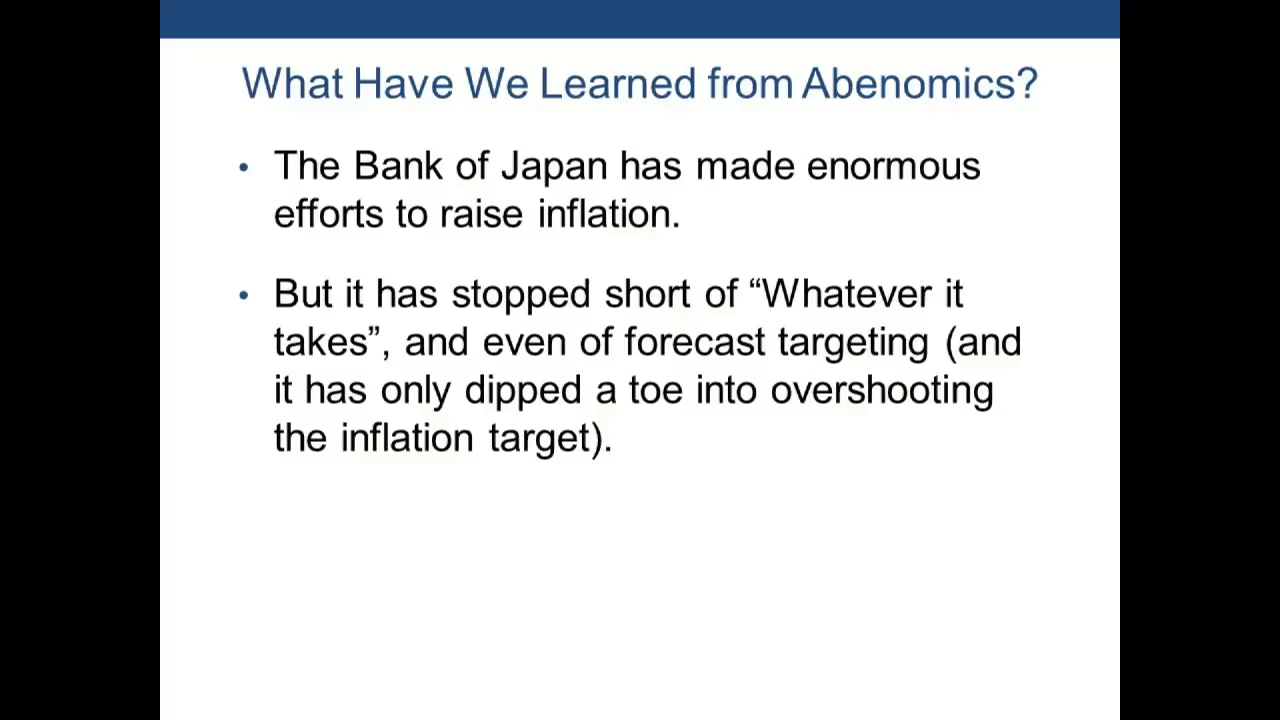 What Have We Learned from Abenomics?
• The Bank of Japan has made enormous
efforts to raise inflation.
• But it has stopped short of “Whatever it
takes”, and even of forecast targeting (and
it has only dipped a toe into overshooting
the inflation target).